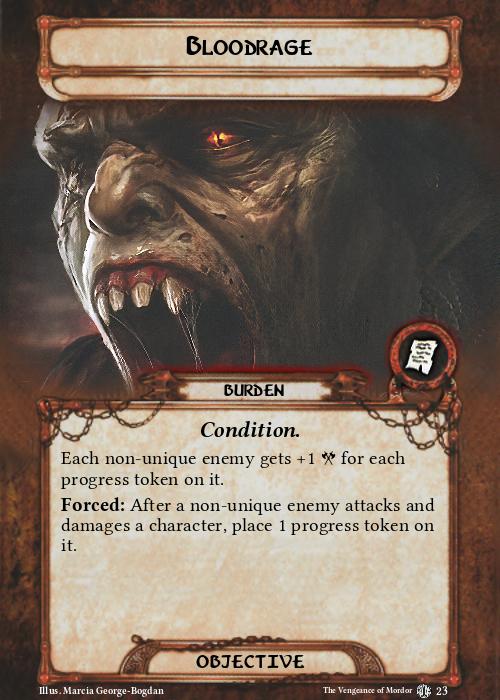 Bloodrage
BURDEN
Condition.
Each non-unique enemy gets +1 for each
progress token on it.
Forced: After a non-unique enemy attacks and
damages a character, place 1 progress token on
it.
OBJECTIVE
Illus. Marcia George-Bogdan
The Vengeance of Mordor 23